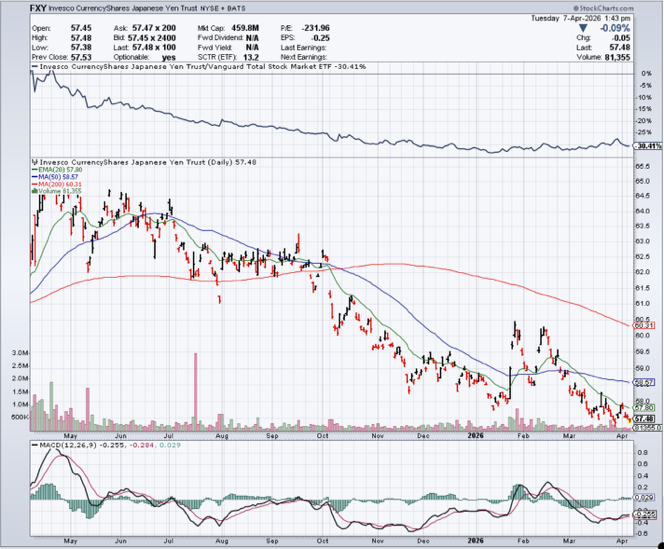 FXY Invesco CurrencyShares Japanese Yen Trust NYSE + BATS
© StockCharts.com
Tuesday 7-Apr-2026 1:43 pm
Open: 57.45 Ask: 57.47 x 200 Mkt Cap: 459.8M P/E: -231.96 ▼ -0.09%
High: 57.48 Bid: 57.45 x 2400 Fwd Dividend: N/A EPS: -0.25 Chg: -0.05
Low: 57.38 Last: 57.48 x 100 Fwd Yield: N/A Last Earnings: Last: 57.48
Prev Close: 57.53 Optionable: yes SCTR (ETF): 13.2 Next Earnings: Volume: 81,355
Invesco CurrencyShares Japanese Yen Trust/Vanguard Total Stock Market ETF -30.41%
0%
-5%
-10%
-15%
-20%
-25%
-30.41%
Invesco CurrencyShares Japanese Yen Trust (Daily) 57.48
EMA(20) 57.80
MA(50) 58.57
MA(200) 60.31
Volume 81,355
65.5
65.0
64.5
64.0
63.5
63.0
62.5
62.0
61.5
61.0
60.5
60.31
59.5
59.0
58.57
58.0
57.80
57.48
3.0M
2.5M
2.0M
1.5M
1.0M
500K
May Jun Jul Aug Sep Oct Nov Dec 2026 Feb Mar Apr
MACD(12,26,9) -0.255, -0.284, 0.029
0.8
0.6
0.4
0.2
0.029
-0.255
-0.4
-0.6
May Jun Jul Aug Sep Oct Nov Dec 2026 Feb Mar Apr